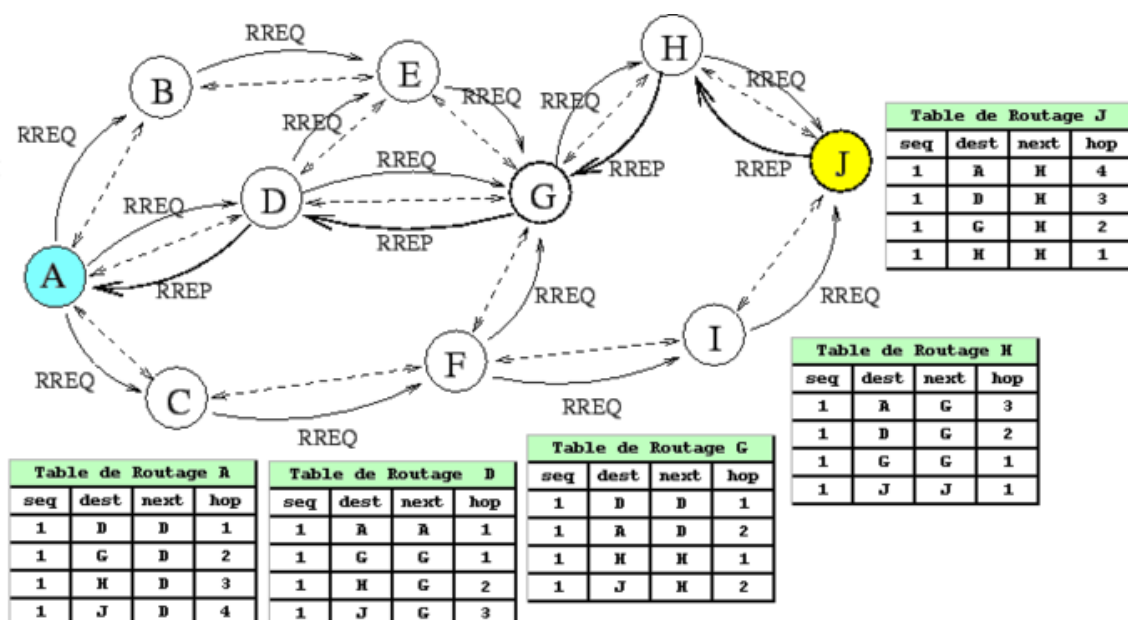 RREQ
H
B
E
RREQ
RREQ
RREQ
RREQ
RREQ
RREQ
RREQ
RREP
J
D
G
RREQ
RREP
A
RREP
RREQ
RREQ
I
F
RREQ
C
RREQ
RREQ
Table de Routage J
seq dest next hop
1 A H 4
1 D H 3
1 G H 2
1 H H 1
Table de Routage H
seq dest next hop
1 A G 3
1 D G 2
1 G G 1
1 J J 1
Table de Routage G
seq dest next hop
1 D D 1
1 A D 2
1 H H 1
1 J H 2
Table de Routage A
seq dest next hop
1 D D 1
1 G D 2
1 H D 3
1 J D 4
Table de Routage D
seq dest next hop
1 A A 1
1 G G 1
1 H G 2
1 J G 3
RREP